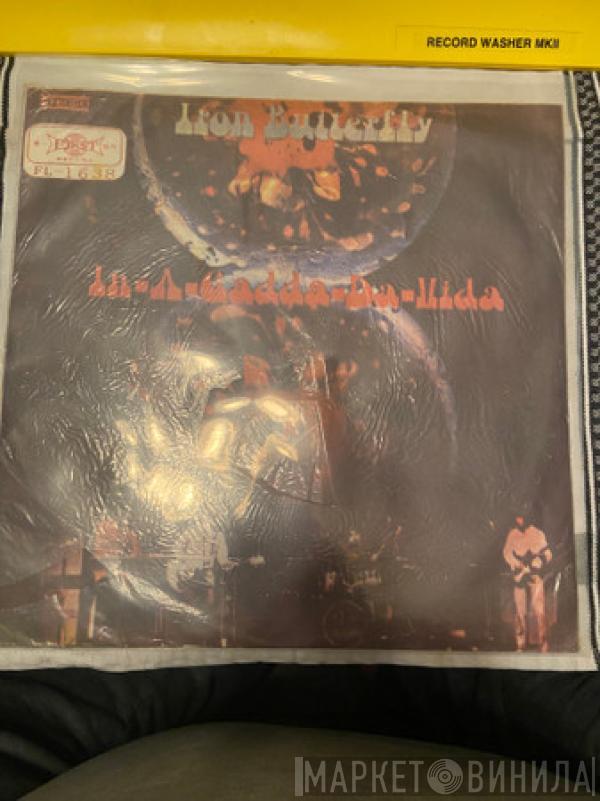 RECORD WASHER MKII
Iron Butterfly
FIRST
FL-1638
In-A-Gadda-Da-Vida
МАРКЕТ ВИНИЛА